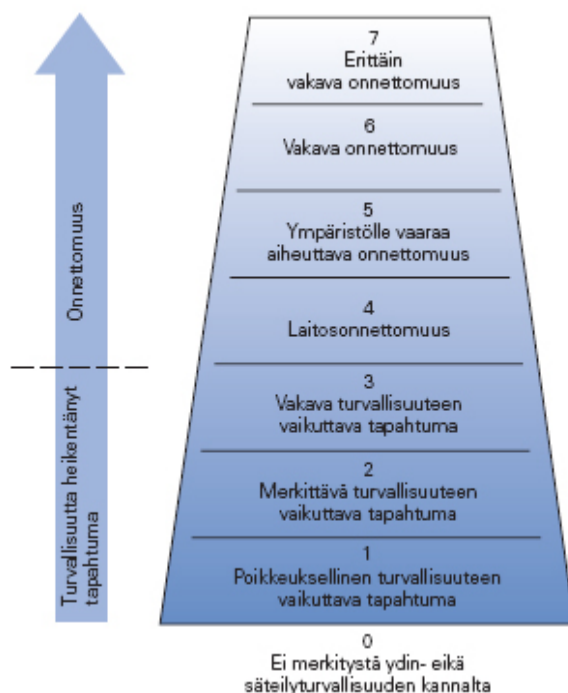 7
Erittäin
vakava onnettomuus
6
Vakava onnettomuus
5
Ympäristölle vaaraa
aiheuttava onnettomuus
4
Laitosonnettomuus
3
Vakava turvallisuuteen
vaikuttava tapahtuma
2
Merkittävä turvallisuuteen
vaikuttava tapahtuma
1
Poikkeuksellinen turvallisuuteen
vaikuttava tapahtuma
0
Ei merkitystä ydin- eikä
säteilyturvallisuuden kannalta
Onnettomuus
Turvallisuutta heikentänyt
tapahtuma